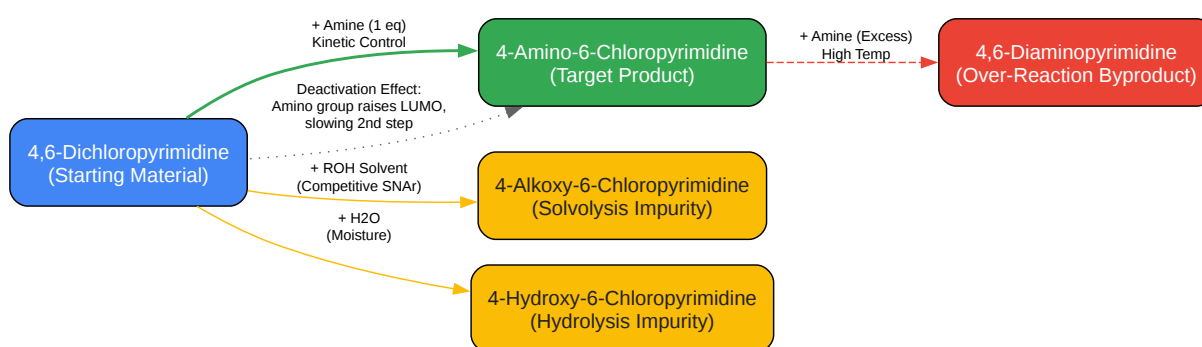 + Amine (1 eq)
Kinetic Control
4-Amino-6-Chloropyrimidine
(Target Product)
+ Amine (Excess)
High Temp
4,6-Diaminopyrimidine
(Over-Reaction Byproduct)
Deactivation Effect:
Amino group raises LUMO,
slowing 2nd step
4,6-Dichloropyrimidine
(Starting Material)
+ ROH Solvent
(Competitive SNAr)
4-Alkoxy-6-Chloropyrimidine
(Solvolysis Impurity)
+ H2O
(Moisture)
4-Hydroxy-6-Chloropyrimidine
(Hydrolysis Impurity)